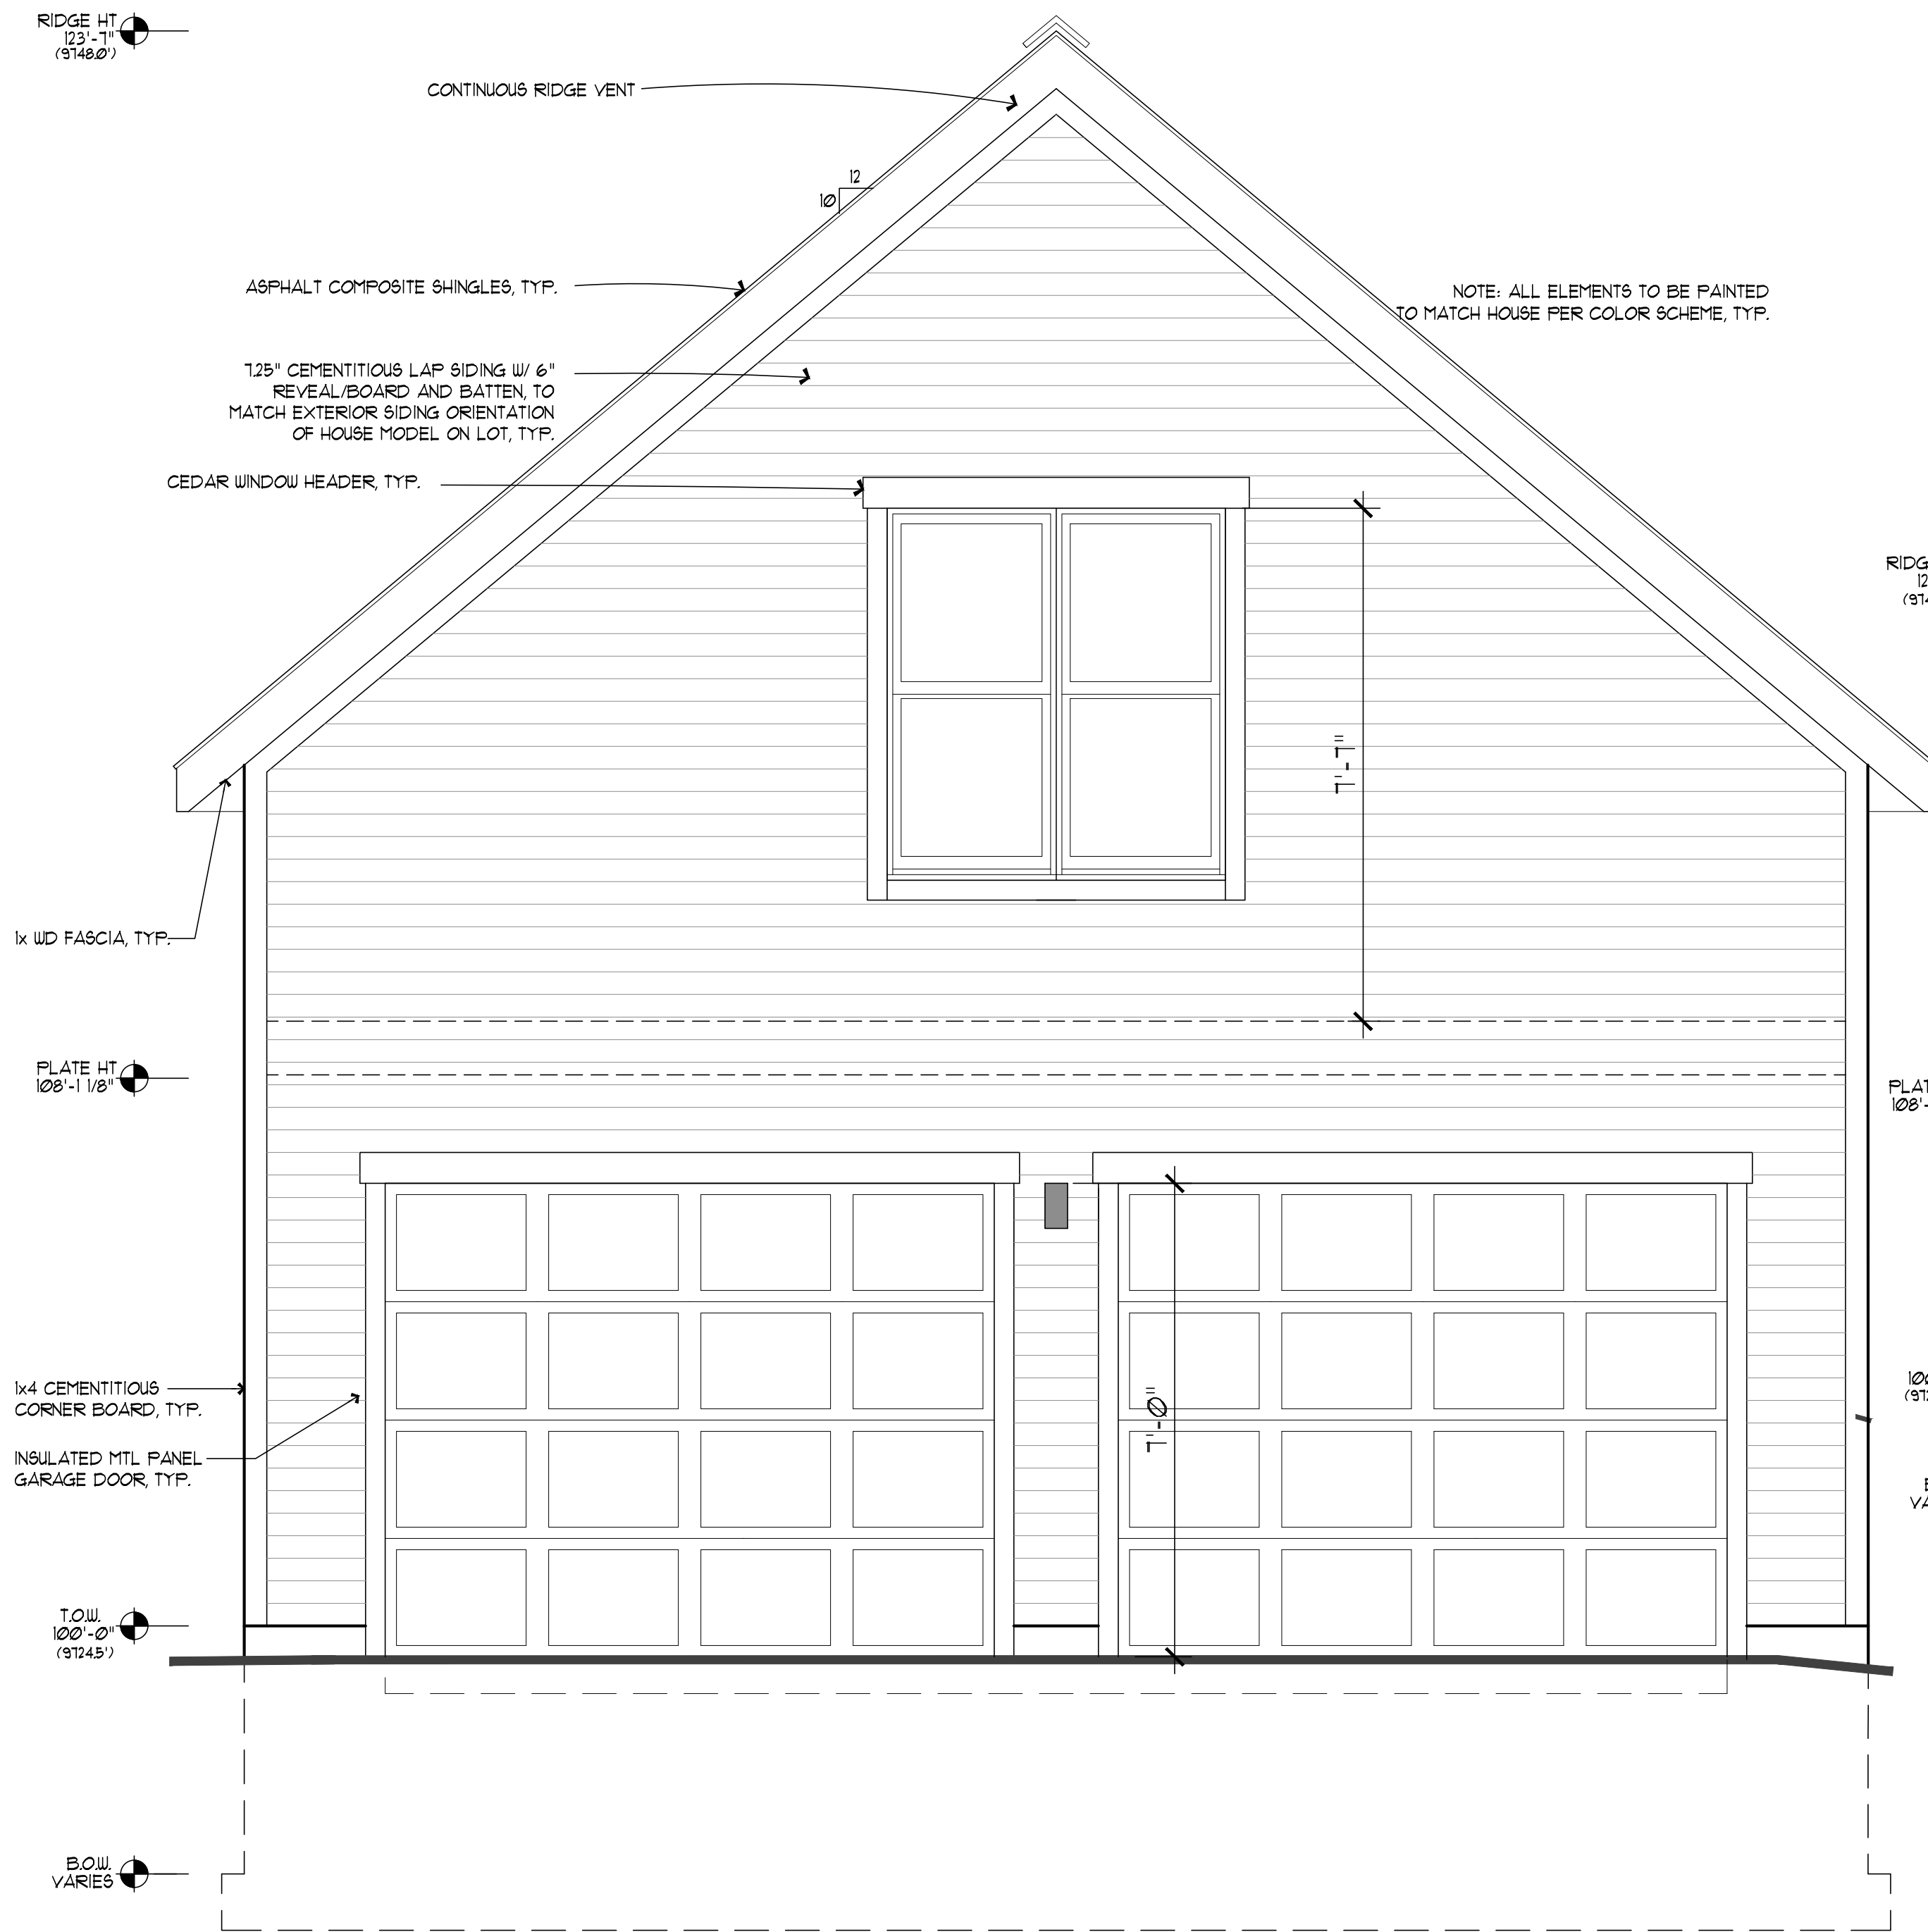 RIDGE HT
123'-7"
(9748.0')
CONTINUOUS RIDGE VENT
12
10
ASPHALT COMPOSITE SHINGLES, TYP.
NOTE: ALL ELEMENTS TO BE PAINTED
TO MATCH HOUSE PER COLOR SCHEME, TYP.
7.25" CEMENTITIOUS LAP SIDING W/ 6"
REVEAL/BOARD AND BATTEN, TO
MATCH EXTERIOR SIDING ORIENTATION
OF HOUSE MODEL ON LOT, TYP.
CEDAR WINDOW HEADER, TYP.
7'-7"
1x WD FASCIA, TYP.
PLATE HT
108'-1 1/8"
1x4 CEMENTITIOUS
CORNER BOARD, TYP.
7'-0"
INSULATED MTL PANEL
GARAGE DOOR, TYP.
T.O.W.
100'-0"
(9724.5')
B.O.W.
VARIES